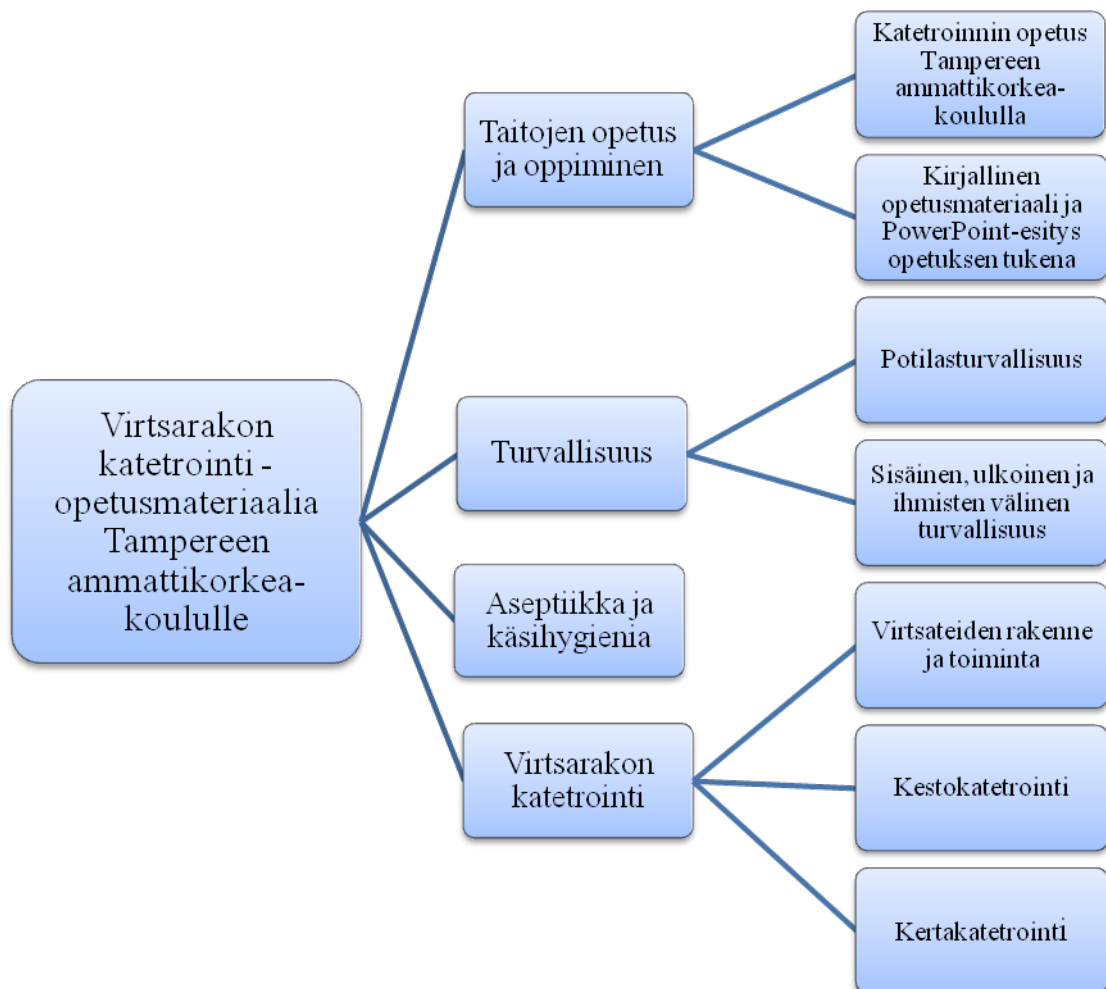 Virtsarakon
katetrointi -
opetusmateriaalia
Tampereen
ammattikorkea-
koululle
Taitojen opetus
ja oppiminen
Katetroinnin opetus
Tampereen
ammattikorkea-
koululla
Kirjallinen
opetusmateriaali ja
PowerPoint-esitys
opetuksen tukena
Turvallisuus
Potilasturvallisuus
Sisäinen, ulkoinen ja
ihmisten välinen
turvallisuus
Aseptiikka ja
käsihygienia
Virtsarakon
katetrointi
Virtsateiden rakenne
ja toiminta
Kestokatetrointi
Kertakatetrointi